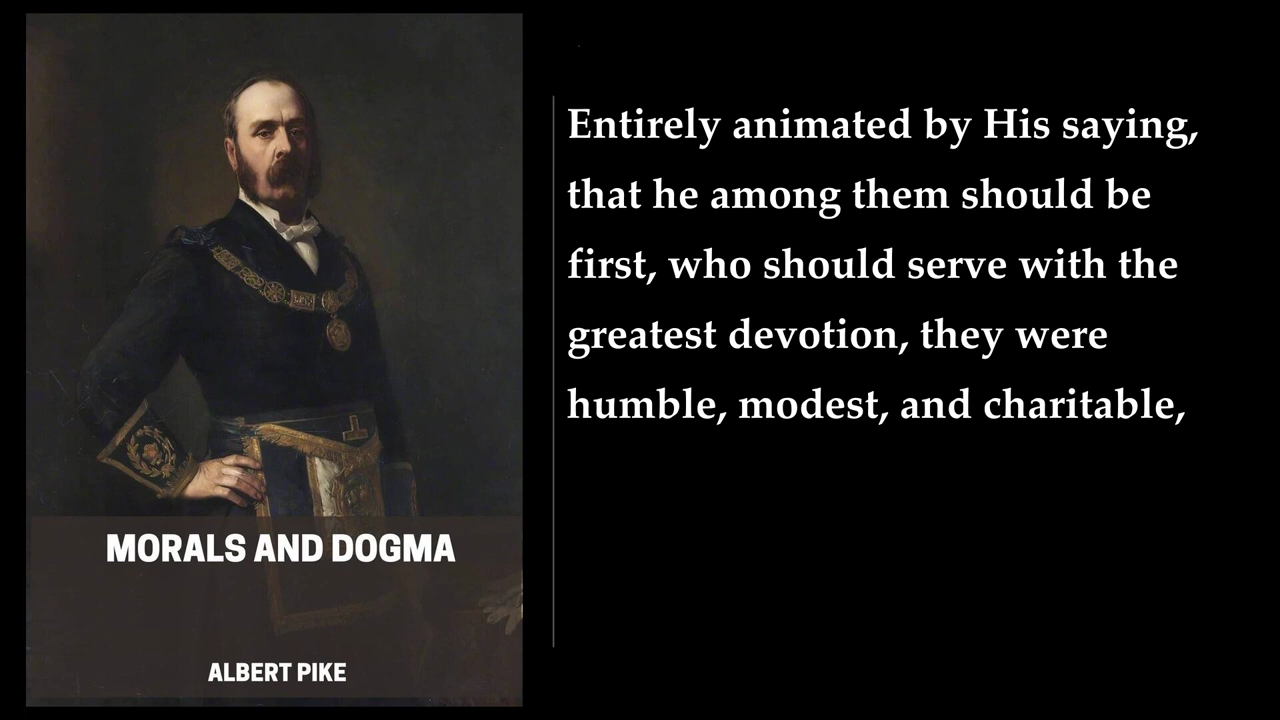 MORALS AND DOGMA
ALBERT PIKE
Entirely animated by His saying,
that he among them should be
first, who should serve with the
greatest devotion, they were
humble, modest, and charitable,